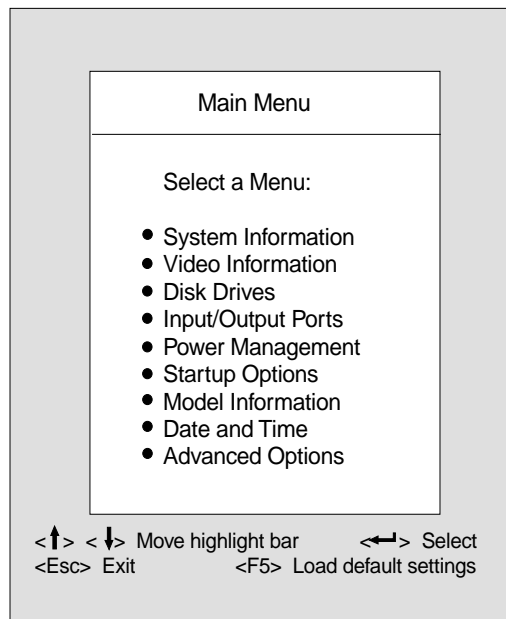 Main Menu
Select a Menu:
• System Information
• Video Information
• Disk Drives
• Input/Output Ports
• Power Management
• Startup Options
• Model Information
• Date and Time
• Advanced Options
<↑> <↓> Move highlight bar <↵> Select
<Esc> Exit <F5> Load default settings